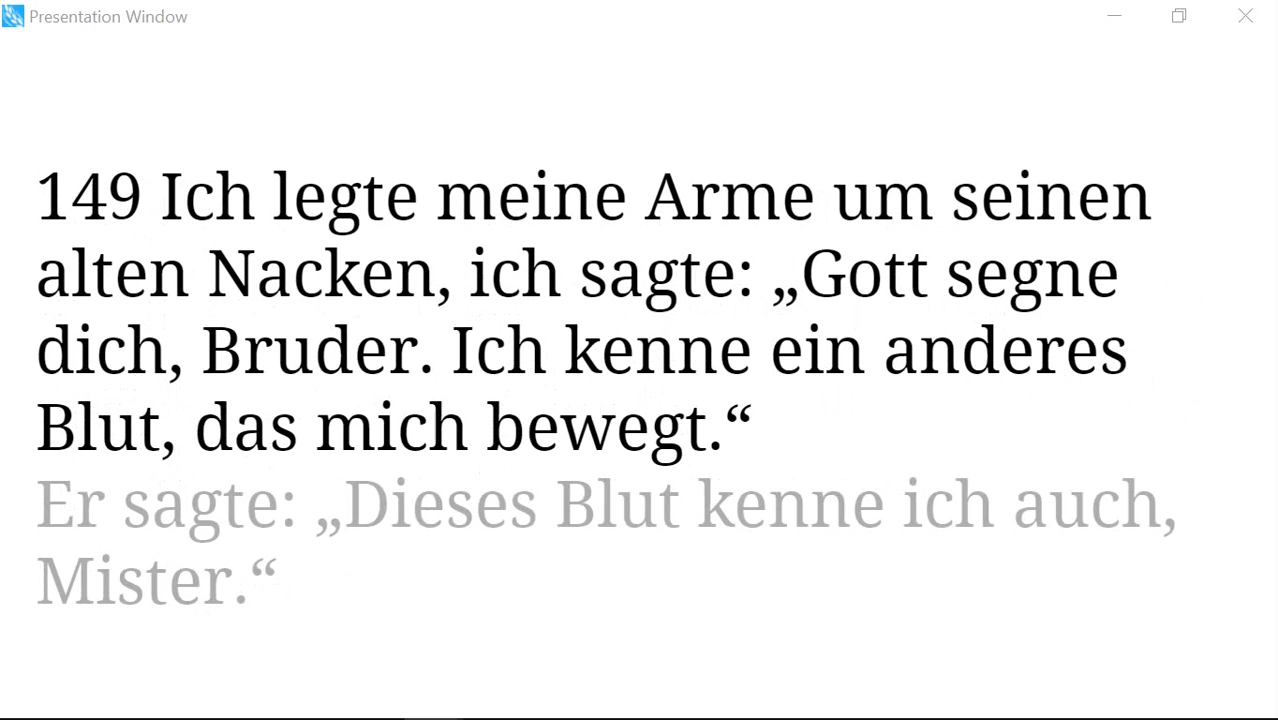 Presentation Window
149 Ich legte meine Arme um seinen
alten Nacken, ich sagte: „Gott segne
dich, Bruder. Ich kenne ein anderes
Blut, das mich bewegt.“
Er sagte: „Dieses Blut kenne ich auch,
Mister.“